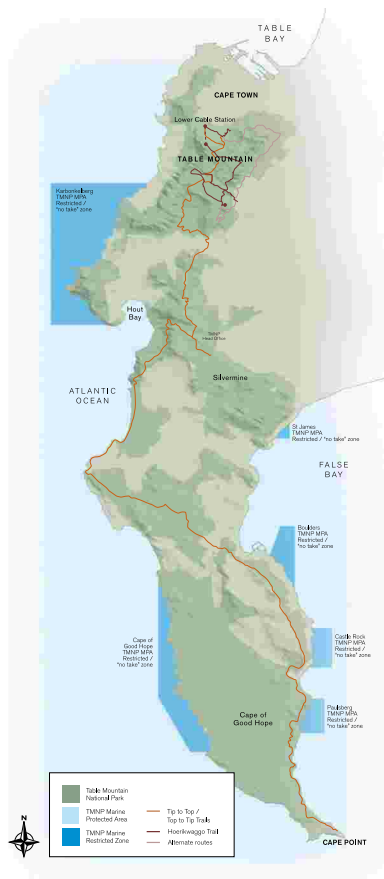 TABLE
BAY
CAPE TOWN
Lower Cable Station
TABLE MOUNTAIN
Karbonkelberg
TMNP MPA
Restricted /
"no take" zone
Hout
Bay
Head Office
Silvermine
ATLANTIC
OCEAN
St James
TMNP MPA
Restricted / "no take" zone
FALSE
BAY
Boulders
TMNP MPA
Restricted /
"no take" zone
Cape of
Good Hope
TMNP MPA
Restricted /
"no take" zone
Castle Rock
TMNP MPA
Restricted /
"no take" zone
Paulsberg
TMNP MPA
Restricted /
"no take" zone
Cape of
Good Hope
Table Mountain
National Park
TMNP Marine
Protected Area
TMNP Marine
Restricted Zone
Tip to Top /
Top to Tip Trails
Hoerikwaggo Trail
Alternate routes
N
CAPE POINT